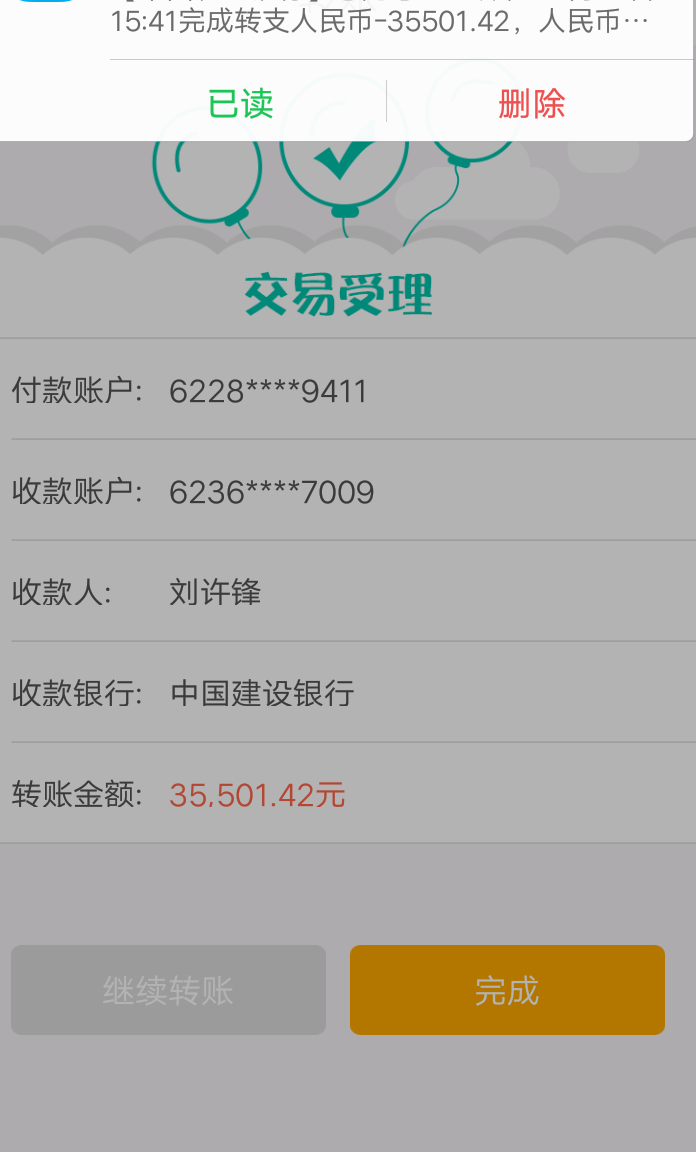 15:41完成转支人民币-35501.42，人民币…
已读
删除
交易受理
付款账户: 6228****9411
收款账户: 6236****7009
收款人: 刘许锋
收款银行: 中国建设银行
转账金额: 35,501.42元
继续转账
完成